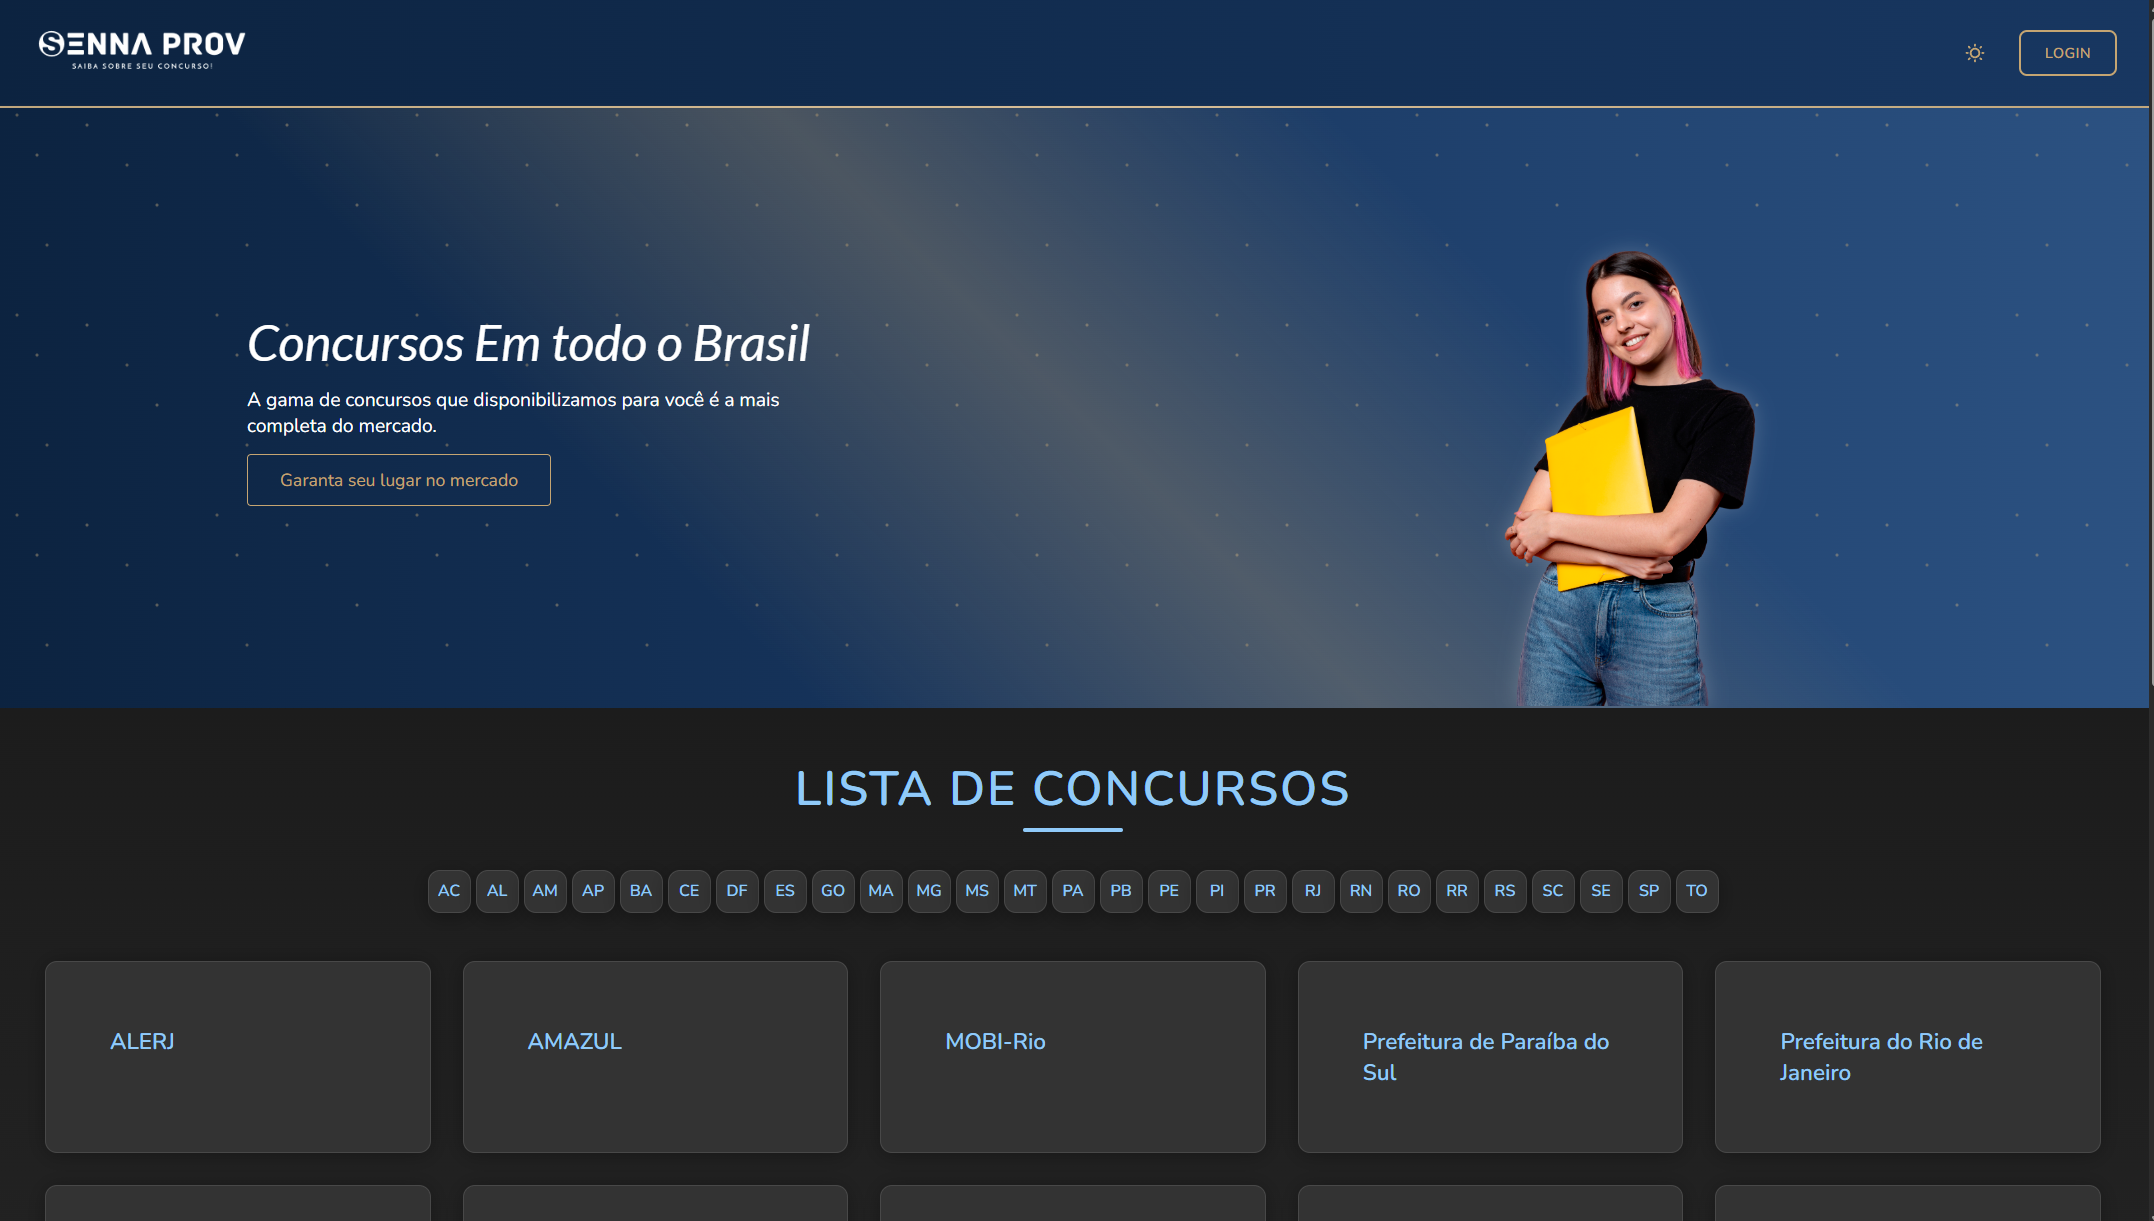 SENNA PROV
SAIBA SOBRE SEU CONCURSO!
LOGIN
Concursos Em todo o Brasil
A gama de concursos que disponibilizamos para você é a mais
completa do mercado.
Garanta seu lugar no mercado
LISTA DE CONCURSOS
AC AL AM AP BA CE DF ES GO MA MG MS MT PA PB PE PI PR RJ RN RO RR RS SC SE SP TO
ALERJ
AMAZUL
MOBI-Rio
Prefeitura de Paraíba do
Sul
Prefeitura do Rio de
Janeiro